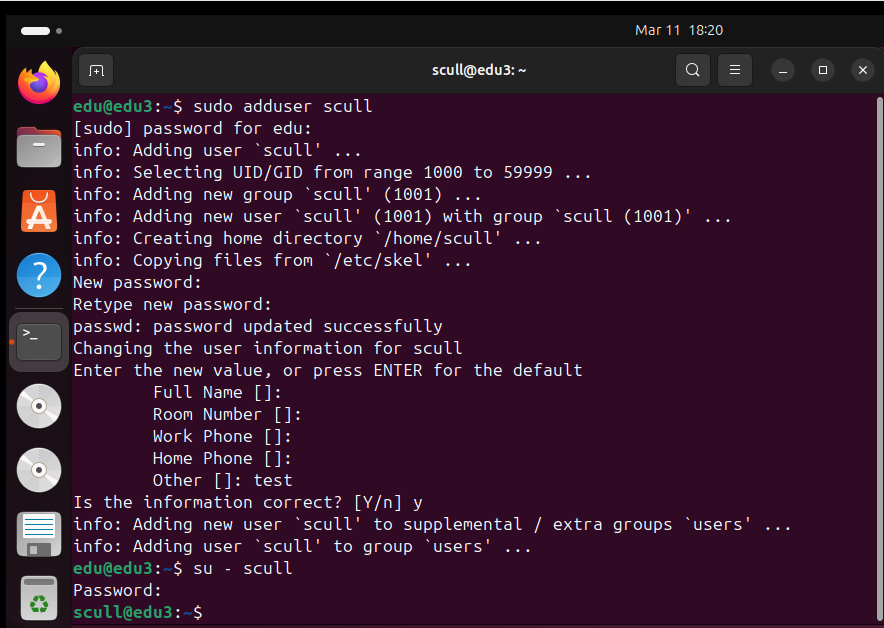 Mar 11 18:20
scull@edu3: ~
edu@edu3:~$ sudo adduser scull
[sudo] password for edu:
info: Adding user `scull' ...
info: Selecting UID/GID from range 1000 to 59999 ...
info: Adding new group `scull' (1001) ...
info: Adding new user `scull' (1001) with group `scull (1001)' ...
info: Creating home directory `/home/scull' ...
info: Copying files from `/etc/skel' ...
New password:
Retype new password:
passwd: password updated successfully
Changing the user information for scull
Enter the new value, or press ENTER for the default
        Full Name []:
        Room Number []:
        Work Phone []:
        Home Phone []:
        Other []: test
Is the information correct? [Y/n] y
info: Adding new user `scull' to supplemental / extra groups `users' ...
info: Adding user `scull' to group `users' ...
edu@edu3:~$ su - scull
Password:
scull@edu3:~$